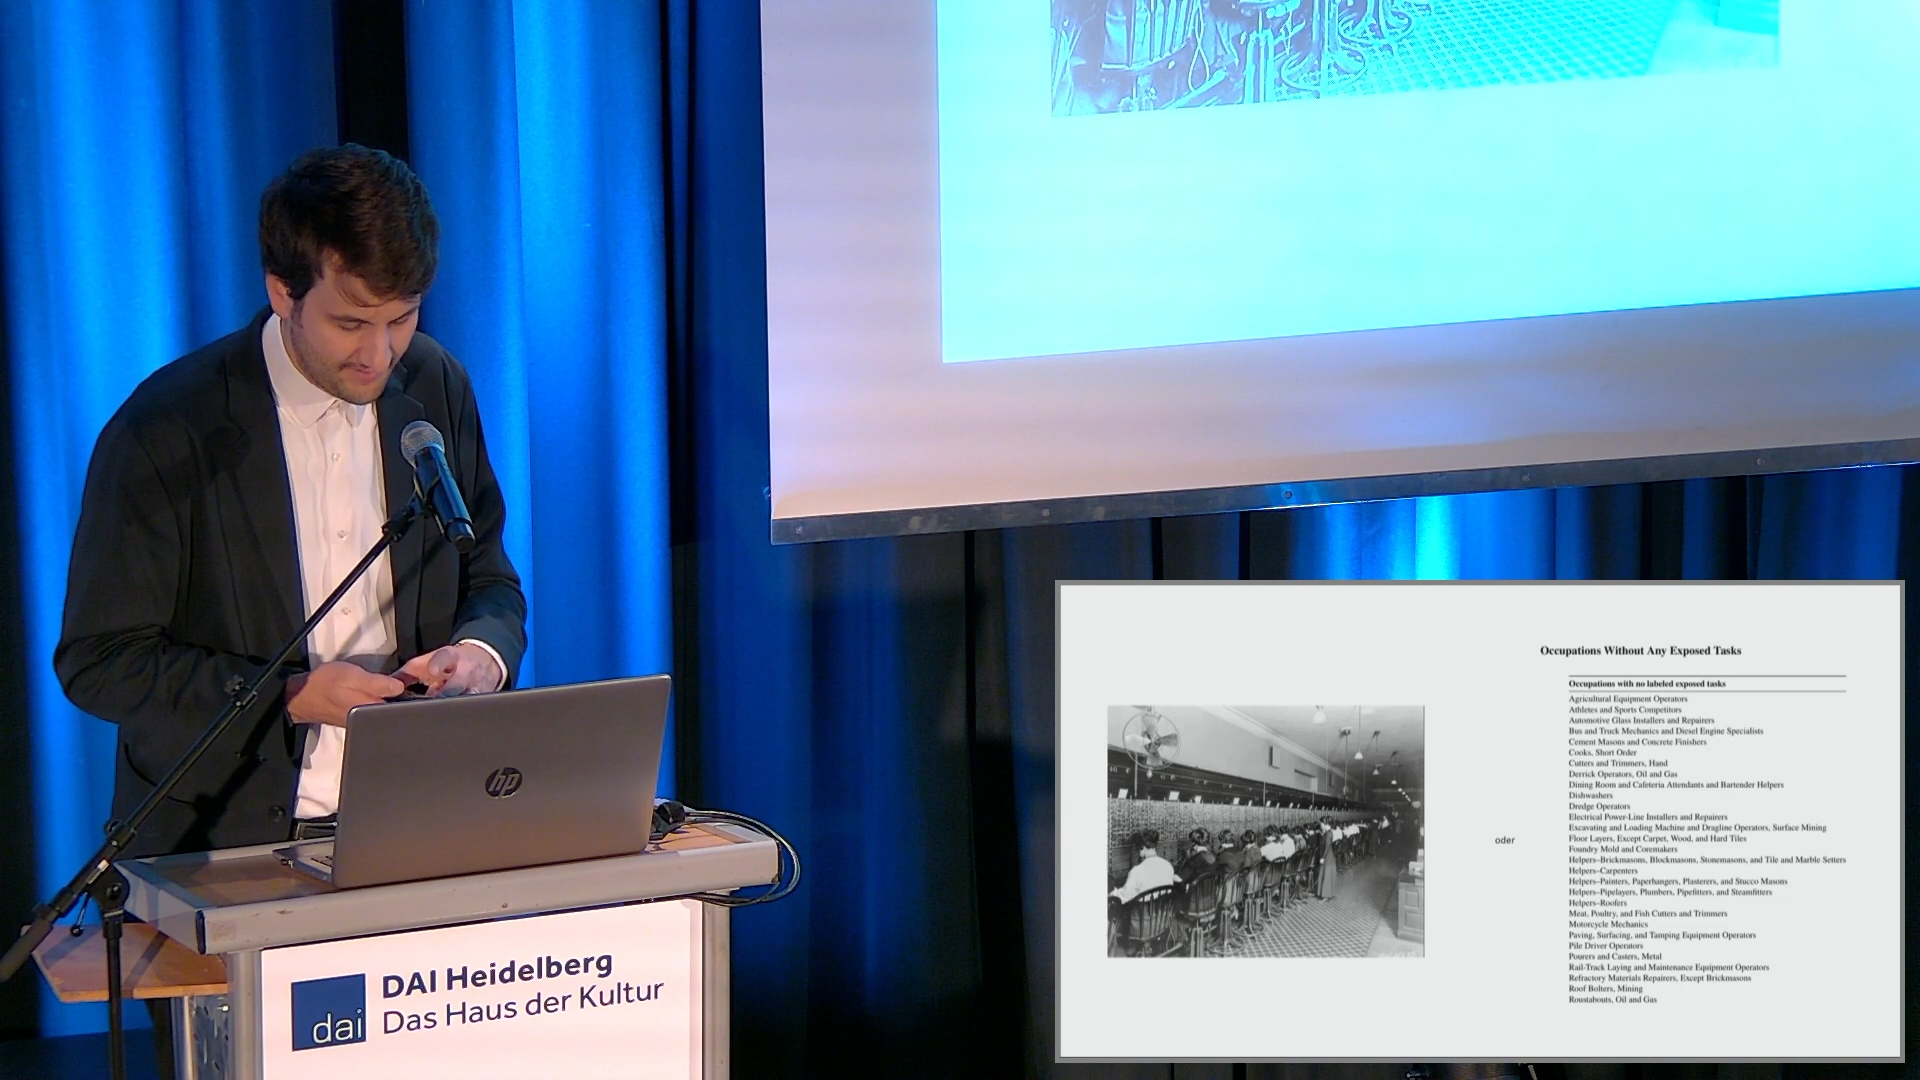 hp
DAI Heidelberg
Das Haus der Kultur
dai
Occupations Without Any Exposed Tasks
Occupations with no labeled exposed tasks
Agricultural Equipment Operators
Athletes and Sports Competitors
Automotive Glass Installers and Repairers
Bus and Truck Mechanics and Diesel Engine Specialists
Cement Masons and Concrete Finishers
Cooks, Short Order
Cutters and Trimmers, Hand
Derrick Operators, Oil and Gas
Dining Room and Cafeteria Attendants and Bartender Helpers
Dishwashers
Dredge Operators
Electrical Power-Line Installers and Repairers
Excavating and Loading Machine and Dragline Operators, Surface Mining
Floor Layers, Except Carpet, Wood, and Hard Tiles
Foundry Mold and Coremakers
Helpers–Brickmasons, Blockmasons, Stonemasons, and Tile and Marble Setters
Helpers–Carpenters
Helpers–Painters, Paperhangers, Plasterers, and Stucco Masons
Helpers–Pipelayers, Plumbers, Pipefitters, and Steamfitters
Helpers–Roofers
Meat, Poultry, and Fish Cutters and Trimmers
Motorcycle Mechanics
Paving, Surfacing, and Tamping Equipment Operators
Pile Driver Operators
Pourers and Casters, Metal
Rail-Track Laying and Maintenance Equipment Operators
Refractory Materials Repairers, Except Brickmasons
Roof Bolters, Mining
Roustabouts, Oil and Gas
oder